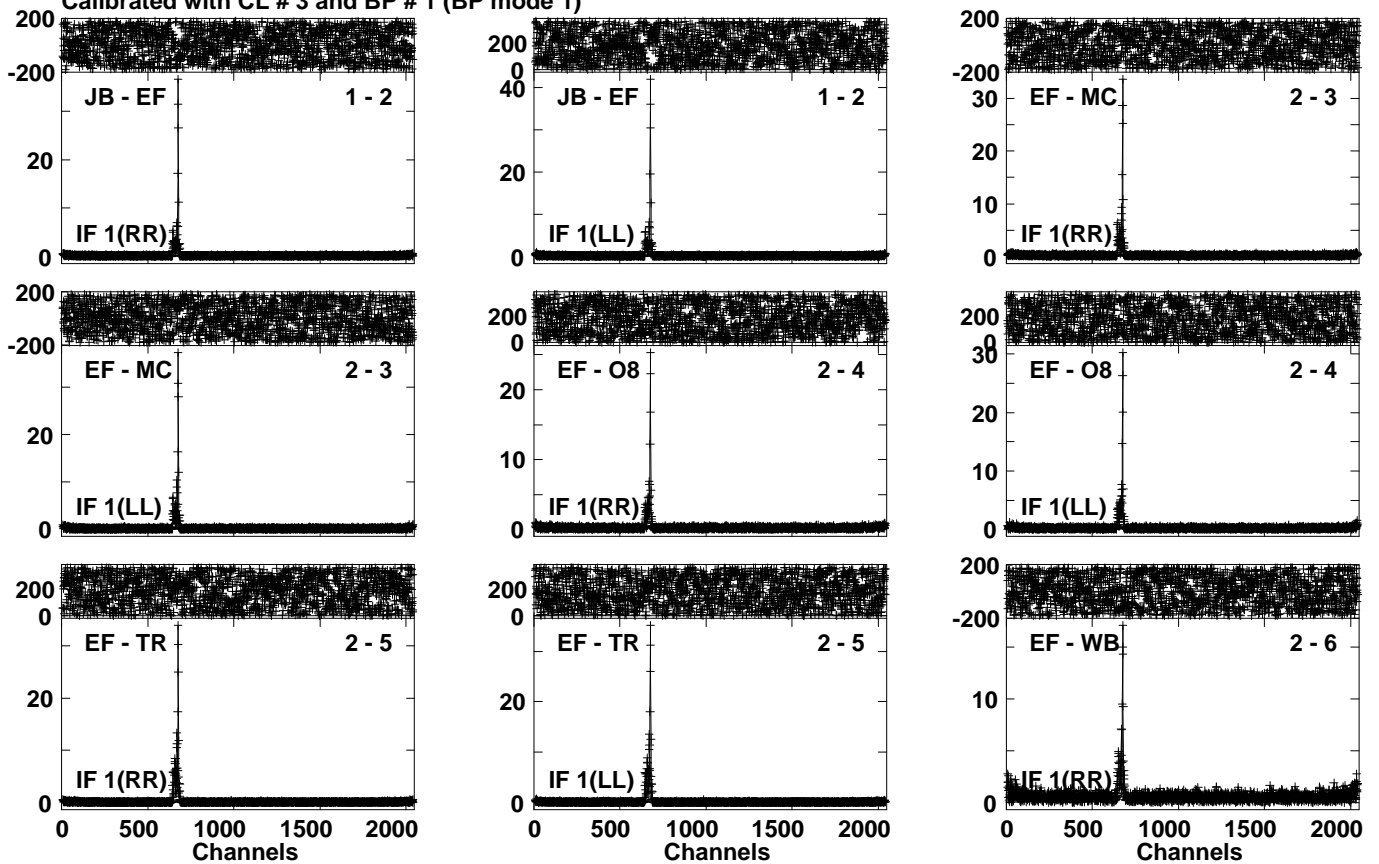 Calibrated with CL # 3 and BP # 1 (BP mode 1)
200
-200
JB - EF 1 - 2
20
IF 1(RR)
0
200
0
40
JB - EF 1 - 2
20
IF 1(LL)
0
200
-200
30
EF - MC 2 - 3
20
10
IF 1(RR)
0
200
-200
EF - MC 2 - 3
20
IF 1(LL)
0
200
0
EF - O8 2 - 4
20
10
IF 1(RR)
0
200
0
30
EF - O8 2 - 4
20
10
IF 1(LL)
0
200
0
EF - TR 2 - 5
20
IF 1(RR)
0
0 500 1000 1500 2000
Channels
200
0
EF - TR 2 - 5
20
IF 1(LL)
0
0 500 1000 1500 2000
Channels
200
-200
EF - WB 2 - 6
10
IF 1(RR)
0
0 500 1000 1500 2000
Channels